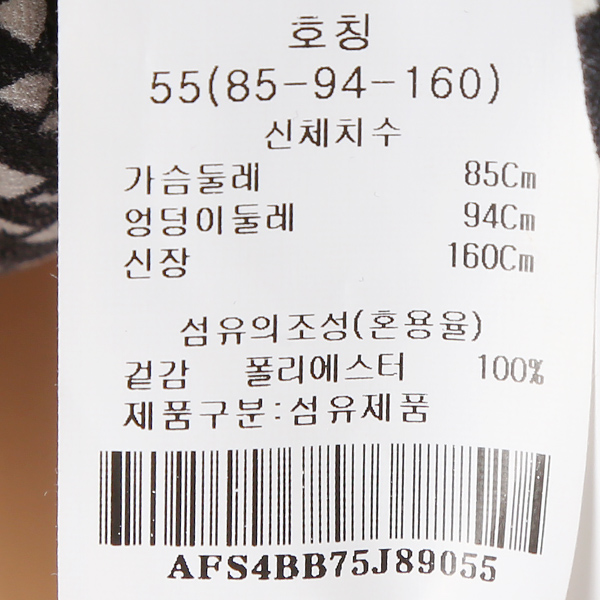 호칭
55(85-94-160)
신체치수
가슴둘레 85Cm
엉덩이둘레 94Cm
신장 160Cm
섬유의조성(혼용율)
겉감 폴리에스터 100%
제품구분:섬유제품
AFS4BB75J89055